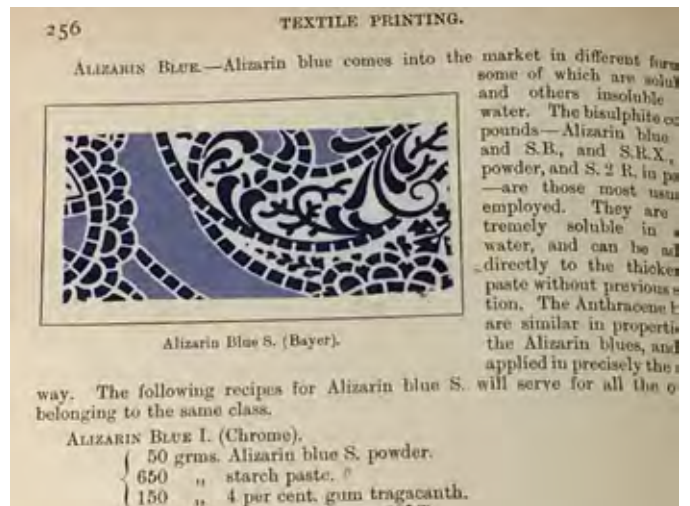 256
TEXTILE PRINTING.
ALIZARIN BLUE.—Alizarin blue comes into the market in different
some of which are
and others insoluble
water. The bisulphite
pounds—Alizarin blue
and S.B., and S.R.X.,
powder, and S. 2 R. in
—are those most
employed. They are
tremely soluble in
water, and can be
directly to the
paste without previous
tion. The Anthracene
are similar in
the Alizarin blues, and
applied in precisely the
Alizarin Blue S. (Bayer).
way. The following recipes for Alizarin blue S. will serve for all the
belonging to the same class.
ALIZARIN BLUE I. (Chrome).
50 grms. Alizarin blue S. powder.
650 „ starch paste.
150 „ 4 per cent. gum tragacanth.